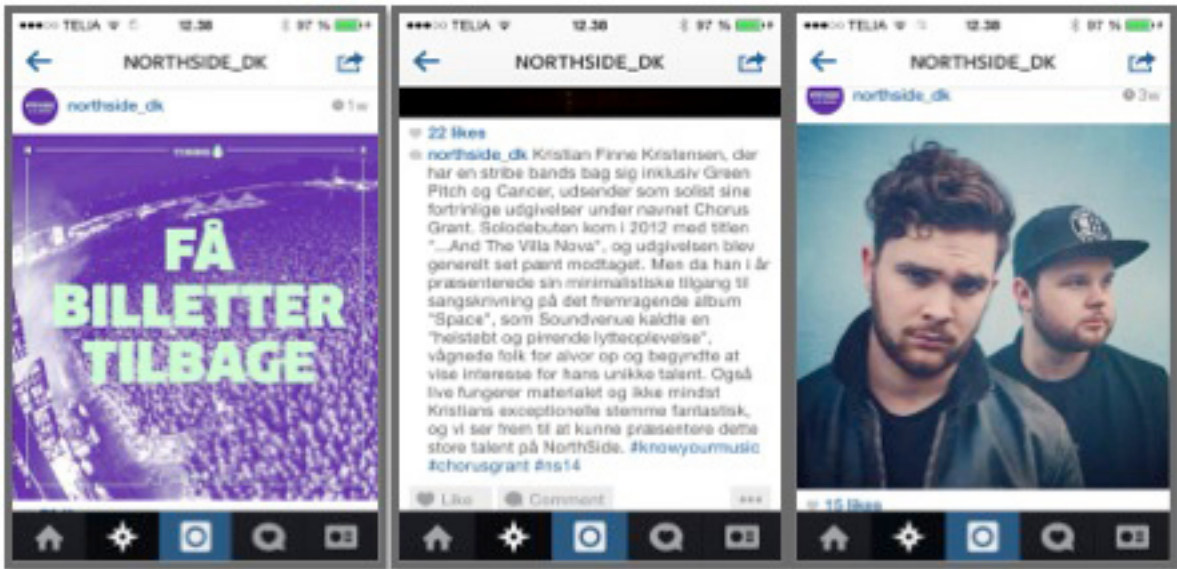 TELIA 12.38 97 %
NORTHSIDE_DK
northside_dk 1w
FÅ
BILLETTER
TILBAGE
TELIA 12.38 97 %
NORTHSIDE_DK
22 likes
northside_dk Kristian Finne Kristensen, der
har en stribe bands bag sig inklusiv Green
Pitch og Cancer, udsender som solist sine
fortrinlige udgivelser under navnet Chorus
Grant. Solodebuten kom i 2012 med titlen
"...And The Villa Nova", og udgivelsen blev
generelt set pænt modtaget. Men da han i år
præsenterede sin minimalistiske tilgang til
sangskrivning på det fremragende album
"Space", som Soundvenue kaldte en
"helstøbt og pirrende lytteoplevelse",
vågnede folk for alvor op og begyndte at
vise interesse for hans unikke talent. Også
live fungerer materialet og ikke mindst
Kristians exceptionelle stemme fantastisk,
og vi ser frem til at kunne præsentere dette
store talent på NorthSide. #knowyourmusic
#chorusgrant #ns14
Like Comment
TELIA 12.38 97 %
NORTHSIDE_DK
northside_dk 3w
15 likes